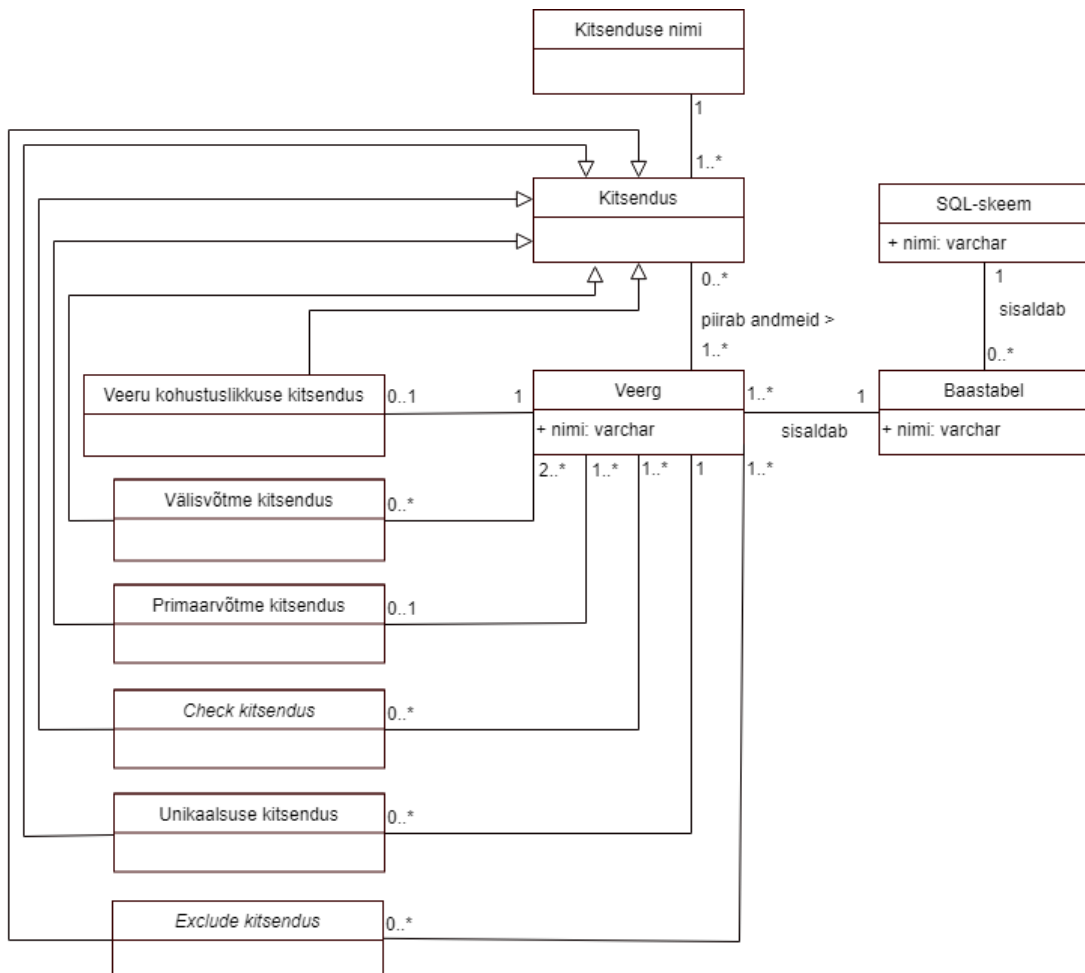 Kitsenduse nimi
1
1..*
Kitsendus
SQL-skeem
+ nimi: varchar
0..*
1
sisaldab
piirab andmeid >
1..*
0..*
Veeru kohustuslikkuse kitsendus
0..1
1
Veerg
1..*
1
Baastabel
+ nimi: varchar
sisaldab
+ nimi: varchar
2..*
1..*
1..*
1
1..*
Välisvõtme kitsendus
0..*
Primaarvõtme kitsendus
0..1
Check kitsendus
0..*
Unikaalsuse kitsendus
0..*
Exclude kitsendus
0..*